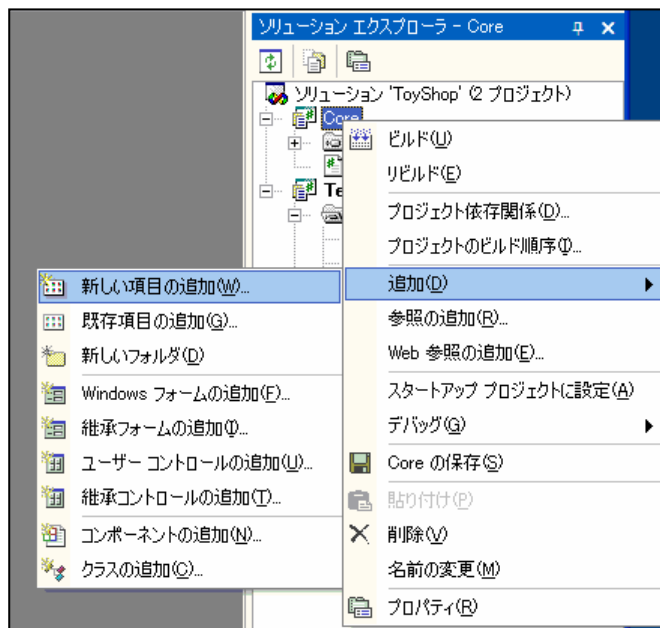 ソリューション エクスプローラ - Core
ソリューション 'ToyShop' (2 プロジェクト)
Core
Te
ビルド(U)
リビルド(E)
プロジェクト依存関係(D)...
プロジェクトのビルド順序(I)...
追加(D)
参照の追加(R)...
Web 参照の追加(E)...
スタートアップ プロジェクトに設定(A)
デバッグ(G)
Core の保存(S)
貼り付け(P)
削除(V)
名前の変更(M)
プロパティ(R)
新しい項目の追加(W)...
既存項目の追加(G)...
新しいフォルダ(D)
Windows フォームの追加(F)...
継承フォームの追加(I)...
ユーザー コントロールの追加(U)...
継承コントロールの追加(T)...
コンポーネントの追加(N)...
クラスの追加(C)...